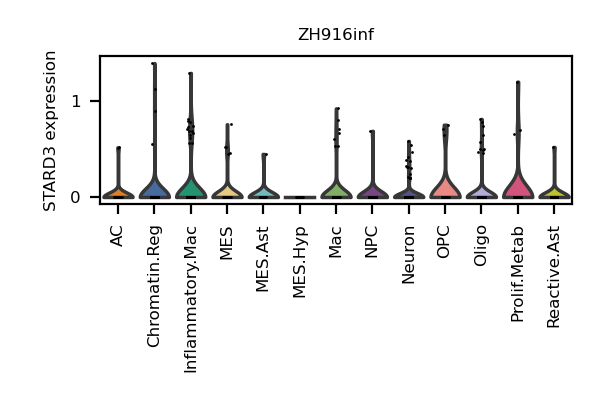 ZH916inf
STARD3 expression
1
0
AC
Chromatin.Reg
Inflammatory.Mac
MES
MES.Ast
MES.Hyp
Mac
NPC
Neuron
OPC
Oligo
Prolif.Metab
Reactive.Ast